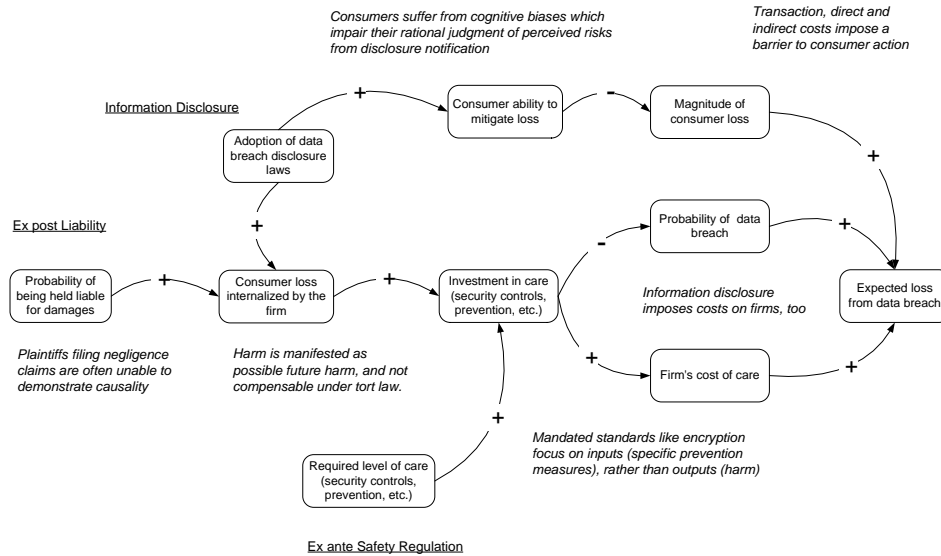 Consumers suffer from cognitive biases which
impair their rational judgment of perceived risks
from disclosure notification
Transaction, direct and
indirect costs impose a
barrier to consumer action
+
-
Information Disclosure
Consumer ability to
mitigate loss
Magnitude of
consumer loss
Adoption of data
breach disclosure
laws
+
+
Ex post Liability
Probability of data
breach
+
-
Probability of
being held liable
for damages
+
Consumer loss
internalized by the
firm
+
Investment in care
(security controls,
prevention, etc.)
Information disclosure
imposes costs on firms, too
Expected loss
from data breach
Plaintiffs filing negligence
claims are often unable to
demonstrate causality
Harm is manifested as
possible future harm, and not
compensable under tort law.
+
Firm's cost of care
+
+
Mandated standards like encryption
focus on inputs (specific prevention
measures), rather than outputs (harm)
Required level of care
(security controls,
prevention, etc.)
Ex ante Safety Regulation